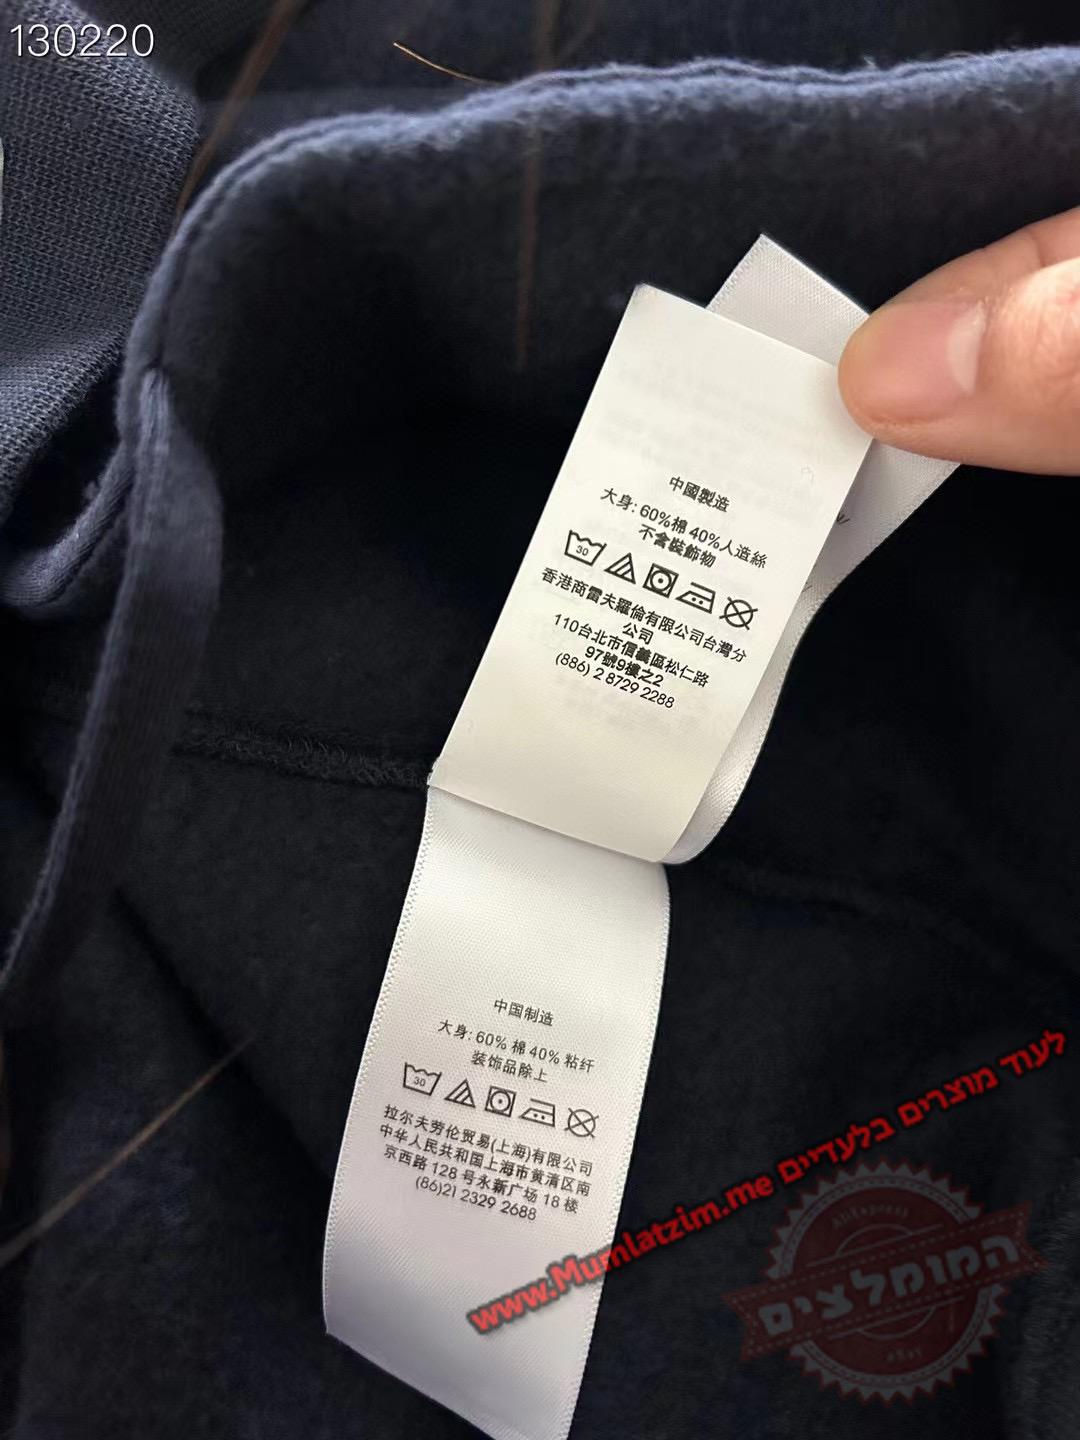 130220
中國製造
大身: 60%棉 40%人造絲
不含裝飾物
30
香港商雷夫羅倫有限公司台灣分
公司
110台北市信義區松仁路
97號9樓之2
(886) 2 8729 2288
中国制造
大身: 60% 棉 40% 粘纤
装饰品除上
30
拉尔夫劳伦贸易(上海)有限公司
中华人民共和国上海市黄浦区南
京西路 128 号永新广场 18 楼
(86)21 2329 2688
www.Mumlatzim.me לעוד מוצרים בלעדיים
AliExpress
המומלצים
eBay